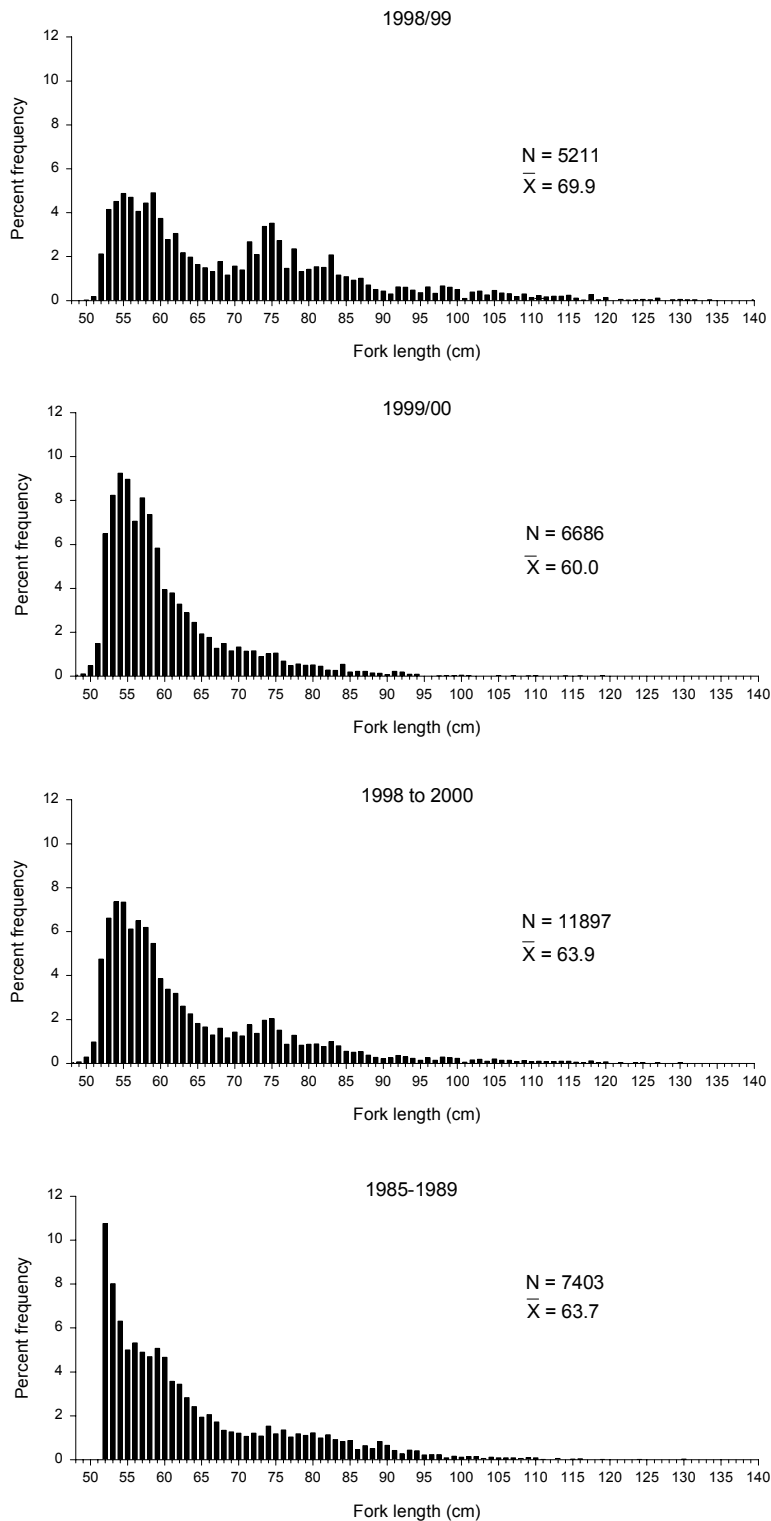 1998/99
12
10
8
6
4
2
0
Percent frequency
N = 5211
X̅ = 69.9
50 55 60 65 70 75 80 85 90 95 100 105 110 115 120 125 130 135 140
Fork length (cm)
1999/00
12
10
8
6
4
2
0
Percent frequency
N = 6686
X̅ = 60.0
50 55 60 65 70 75 80 85 90 95 100 105 110 115 120 125 130 135 140
Fork length (cm)
1998 to 2000
12
10
8
6
4
2
0
Percent frequency
N = 11897
X̅ = 63.9
50 55 60 65 70 75 80 85 90 95 100 105 110 115 120 125 130 135 140
Fork length (cm)
1985-1989
12
10
8
6
4
2
0
Percent frequency
N = 7403
X̅ = 63.7
50 55 60 65 70 75 80 85 90 95 100 105 110 115 120 125 130 135 140
Fork length (cm)